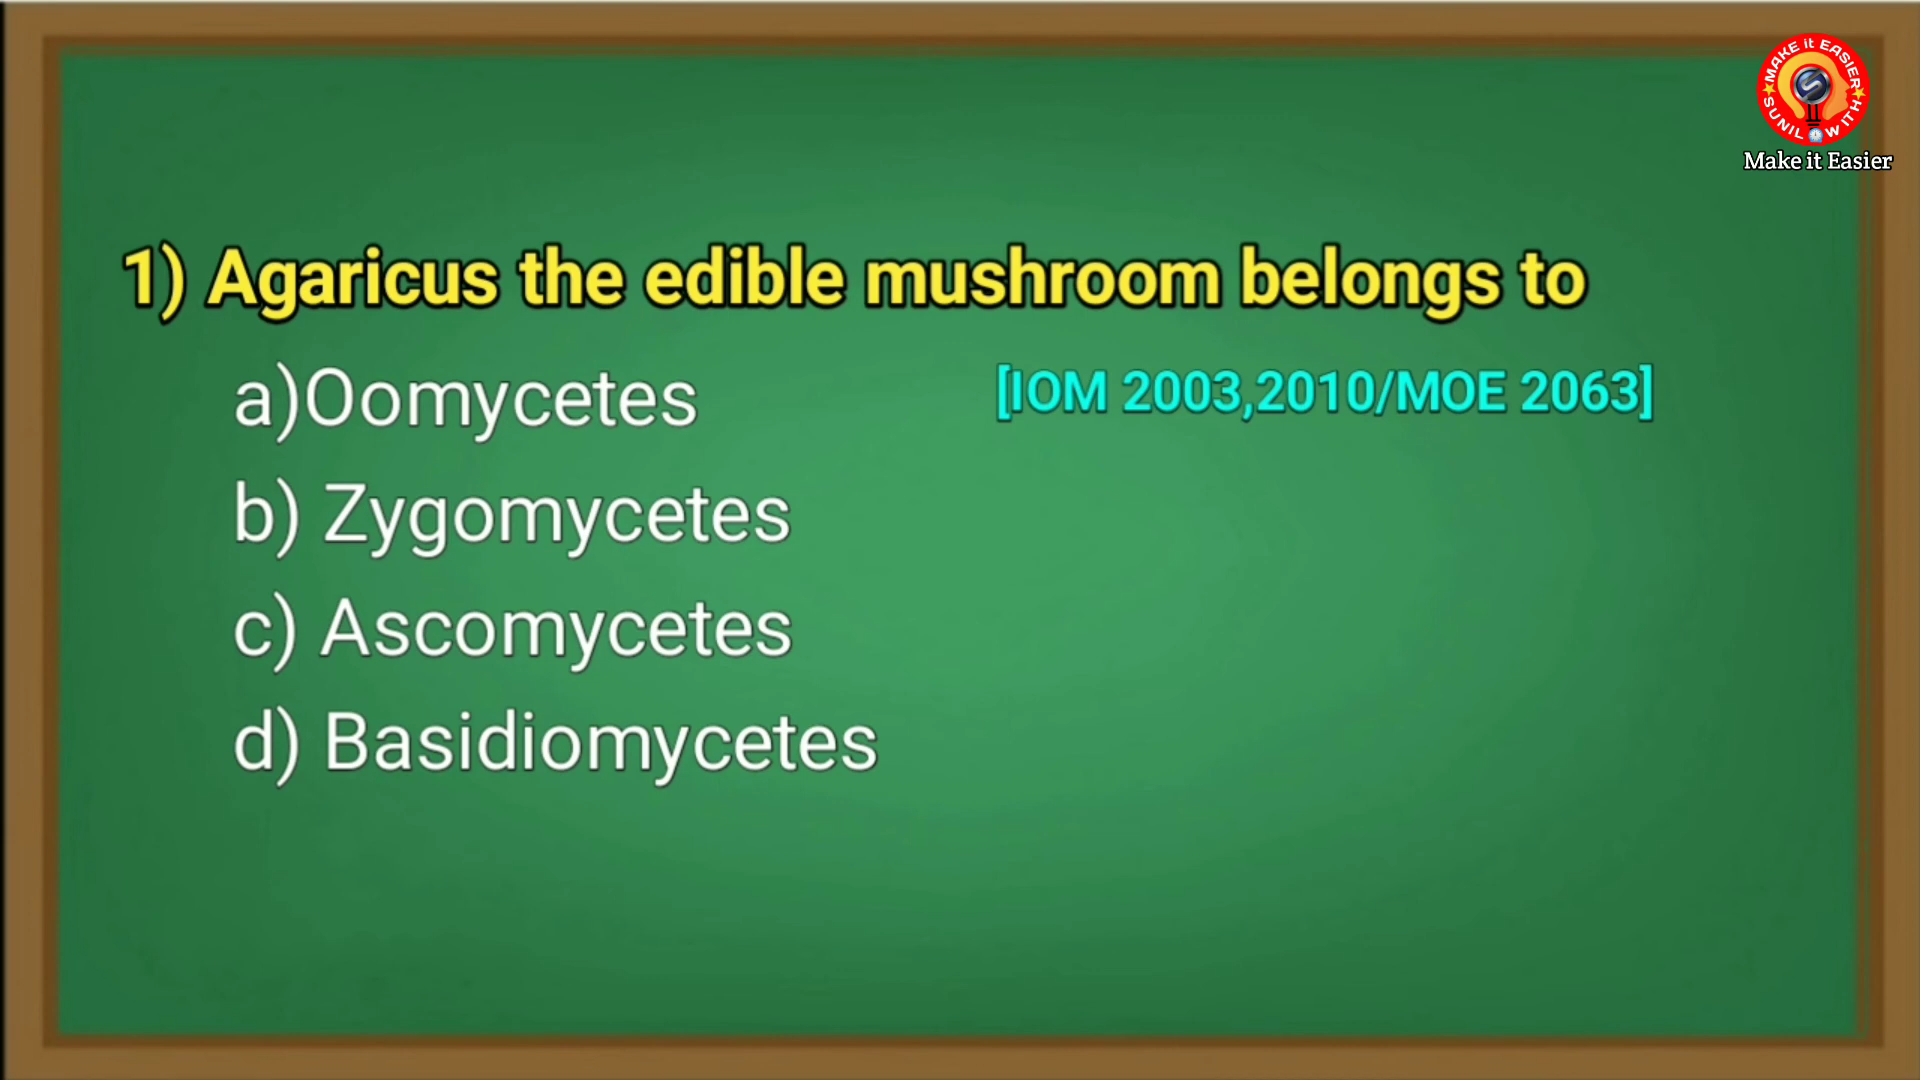 MAKE iT EASIER
WITH SUNIL
Make it Easier
1) Agaricus the edible mushroom belongs to
a)Oomycetes
[IOM 2003,2010/MOE 2063]
b) Zygomycetes
c) Ascomycetes
d) Basidiomycetes